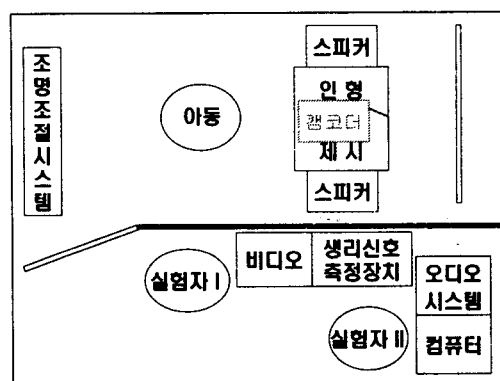 스피커
조명조절시스템
아동
인 형
캠코더
제 시
스피커
비디오
생리신호
측정장치
실험자 I
오디오
시스템
실험자 II
컴퓨터